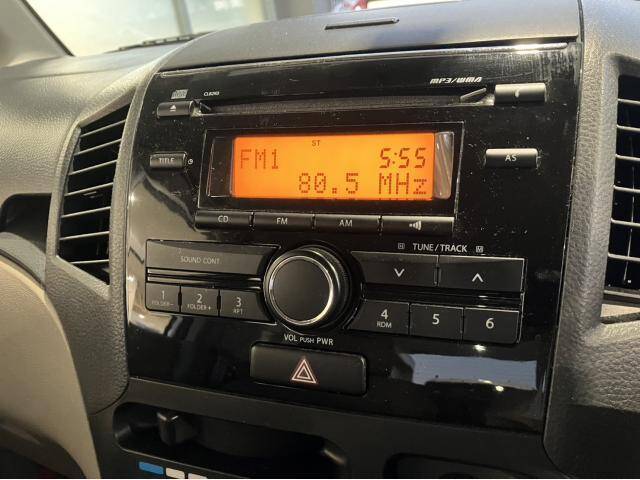 MP3/WMA
CLB2K0
ST
FM1 5:55
80.5 MHz
TITLE
AS
CD FM AM
SOUND CONT.
TUNE/TRACK
1 FOLDER−
2 FOLDER+
3 RPT
4 RDM
5
6
VOL PUSH PWR